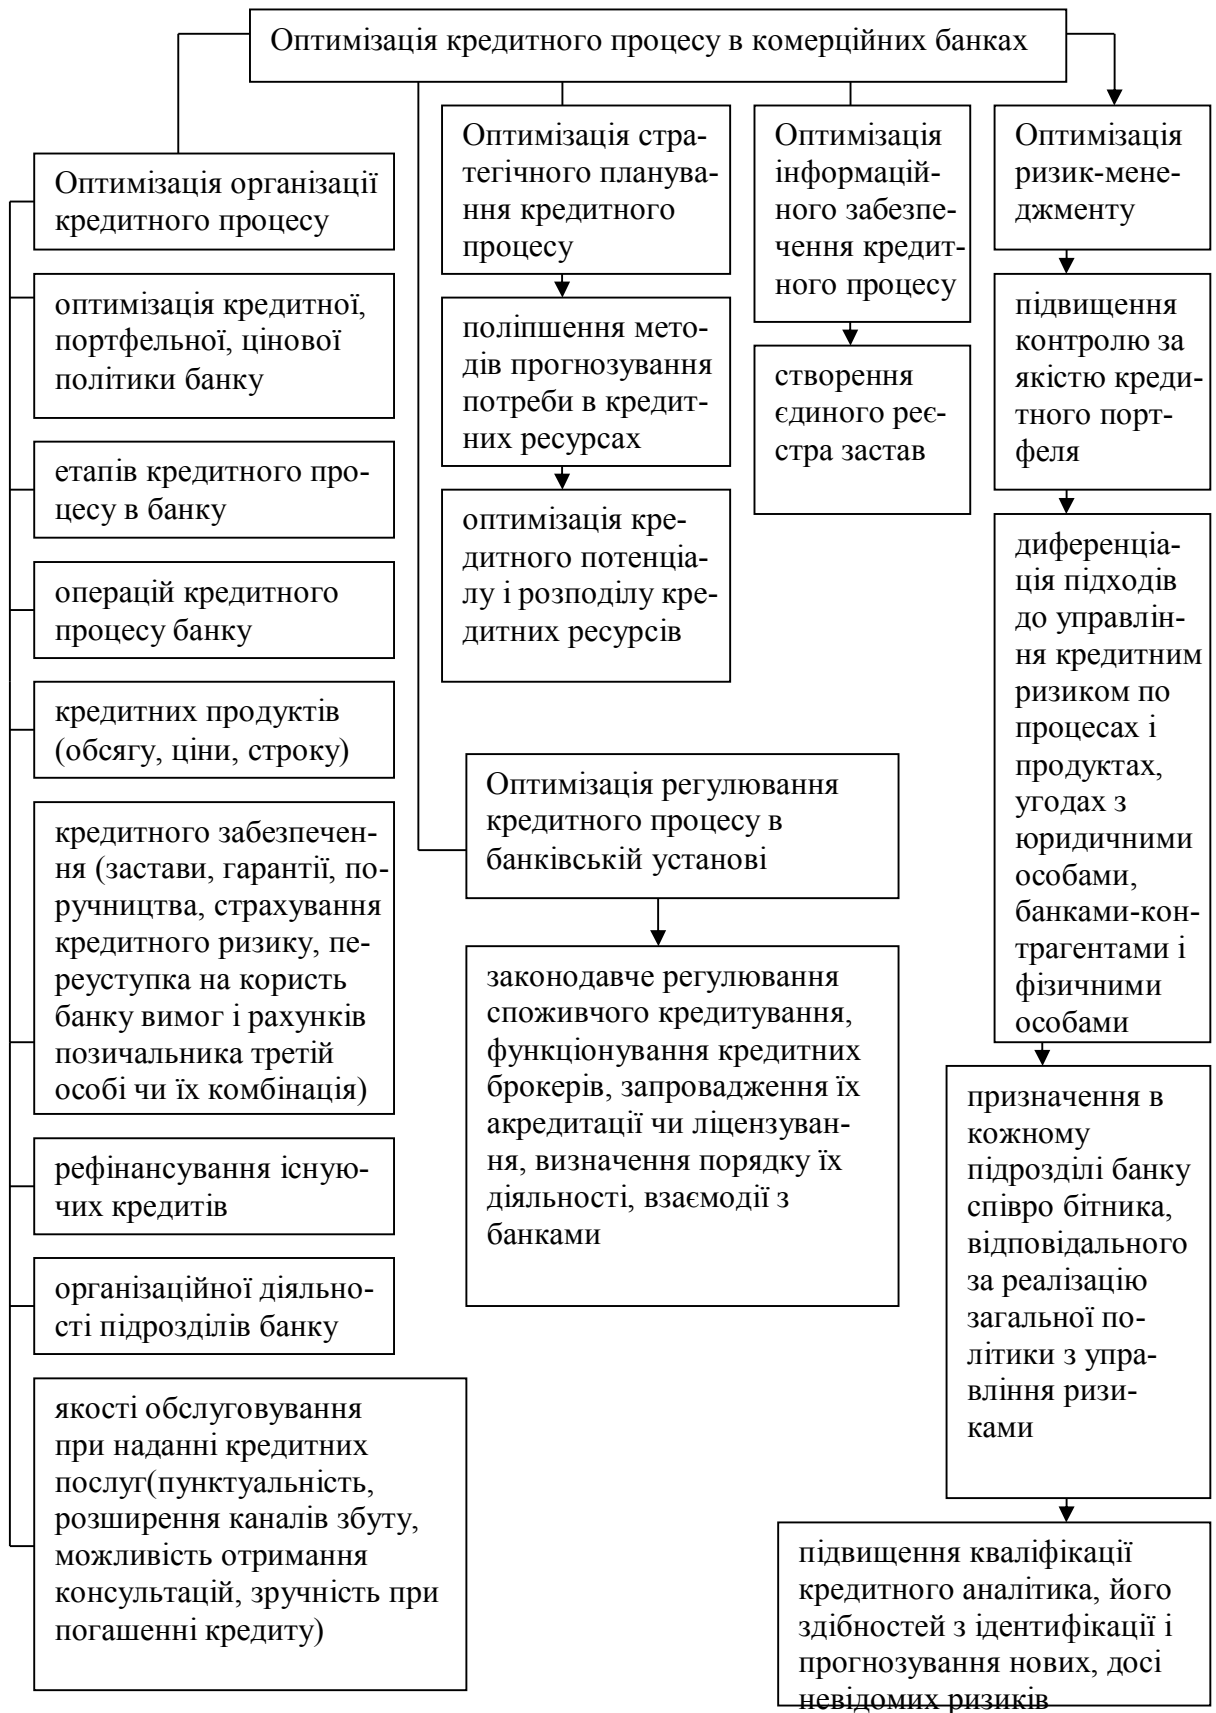 Оптимізація кредитного процесу в комерційних банках
Оптимізація організації
кредитного процесу
оптимізація кредитної,
портфельної, цінової
політики банку
етапів кредитного про-
цесу в банку
операцій кредитного
процесу банку
кредитних продуктів
(обсягу, ціни, строку)
кредитного забезпечен-
ня (застави, гарантії, по-
ручництва, страхування
кредитного ризику, пе-
реуступка на користь
банку вимог і рахунків
позичальника третій
особі чи їх комбінація)
рефінансування існую-
чих кредитів
організаційної діяльно-
сті підрозділів банку
якості обслуговування
при наданні кредитних
послуг(пунктуальність,
розширення каналів збуту,
можливість отримання
консультацій, зручність при
погашенні кредиту)
Оптимізація стра-
тегічного планува-
ння кредитного
процесу
поліпшення мето-
дів прогнозування
потреби в кредит-
них ресурсах
оптимізація кре-
дитного потенціа-
лу і розподілу кре-
дитних ресурсів
Оптимізація регулювання
кредитного процесу в
банківській установі
законодавче регулювання
споживчого кредитування,
функціонування кредитних
брокерів, запровадження їх
акредитації чи ліцензуван-
ня, визначення порядку їх
діяльності, взаємодії з
банками
Оптимізація
інформацій-
ного забезпе-
чення кредит-
ного процесу
створення
єдиного реє-
стра застав
Оптимізація
ризик-мене-
джменту
підвищення
контролю за
якістю креди-
тного порт-
феля
диференціа-
ція підходів
до управлін-
ня кредитним
ризиком по
процесах і
продуктах,
угодах з
юридичними
особами,
банками-кон-
трагентами і
фізичними
особами
призначення в
кожному
підрозділі банку
співро бітника,
відповідального
за реалізацію
загальної по-
літики з упра-
вління ризи-
ками
підвищення кваліфікації
кредитного аналітика, його
здібностей з ідентифікації і
прогнозування нових, досі
невідомих ризиків